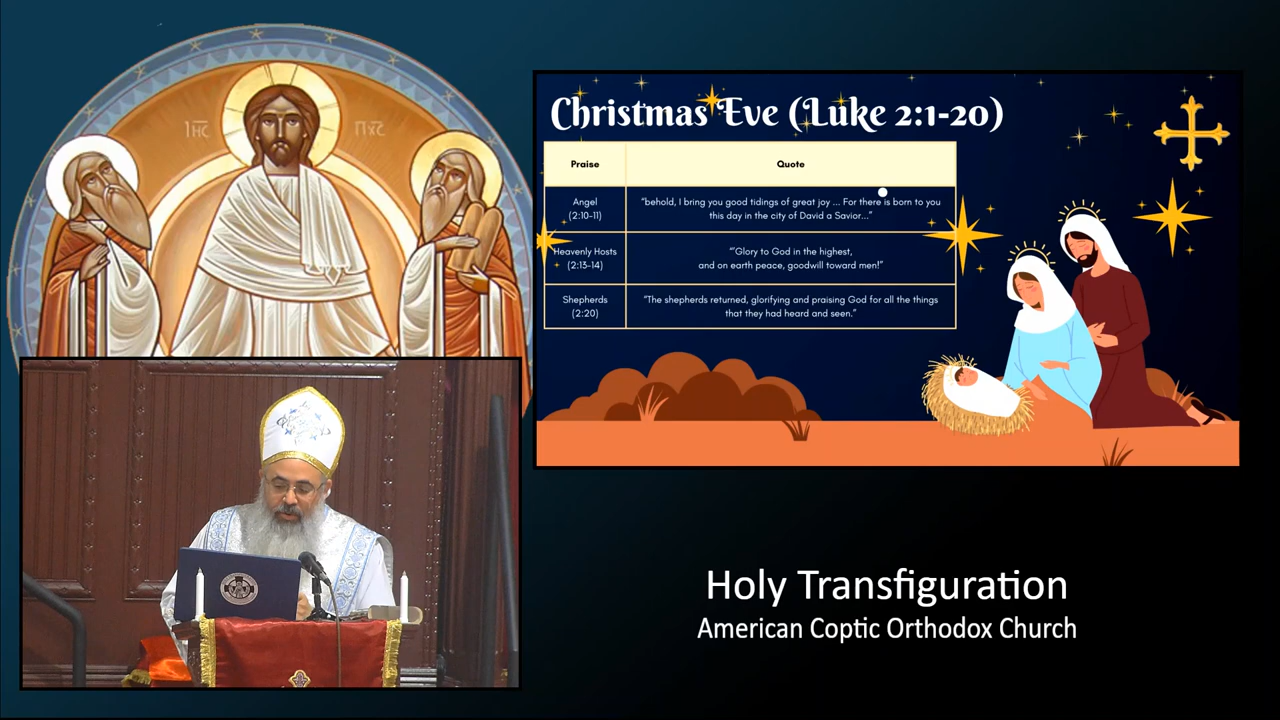 ⲒⲎ̅Ⲥ
ⲠⲬ̅Ⲥ
Christmas Eve (Luke 2:1-20)
Praise
Quote
Angel
(2:10-11)
“behold, I bring you good tidings of great joy ... For there is born to you
this day in the city of David a Savior...”
Heavenly Hosts
(2:13-14)
“‘Glory to God in the highest,
and on earth peace, goodwill toward men!”
Shepherds
(2:20)
“The shepherds returned, glorifying and praising God for all the things
that they had heard and seen.”
Holy Transfiguration
American Coptic Orthodox Church